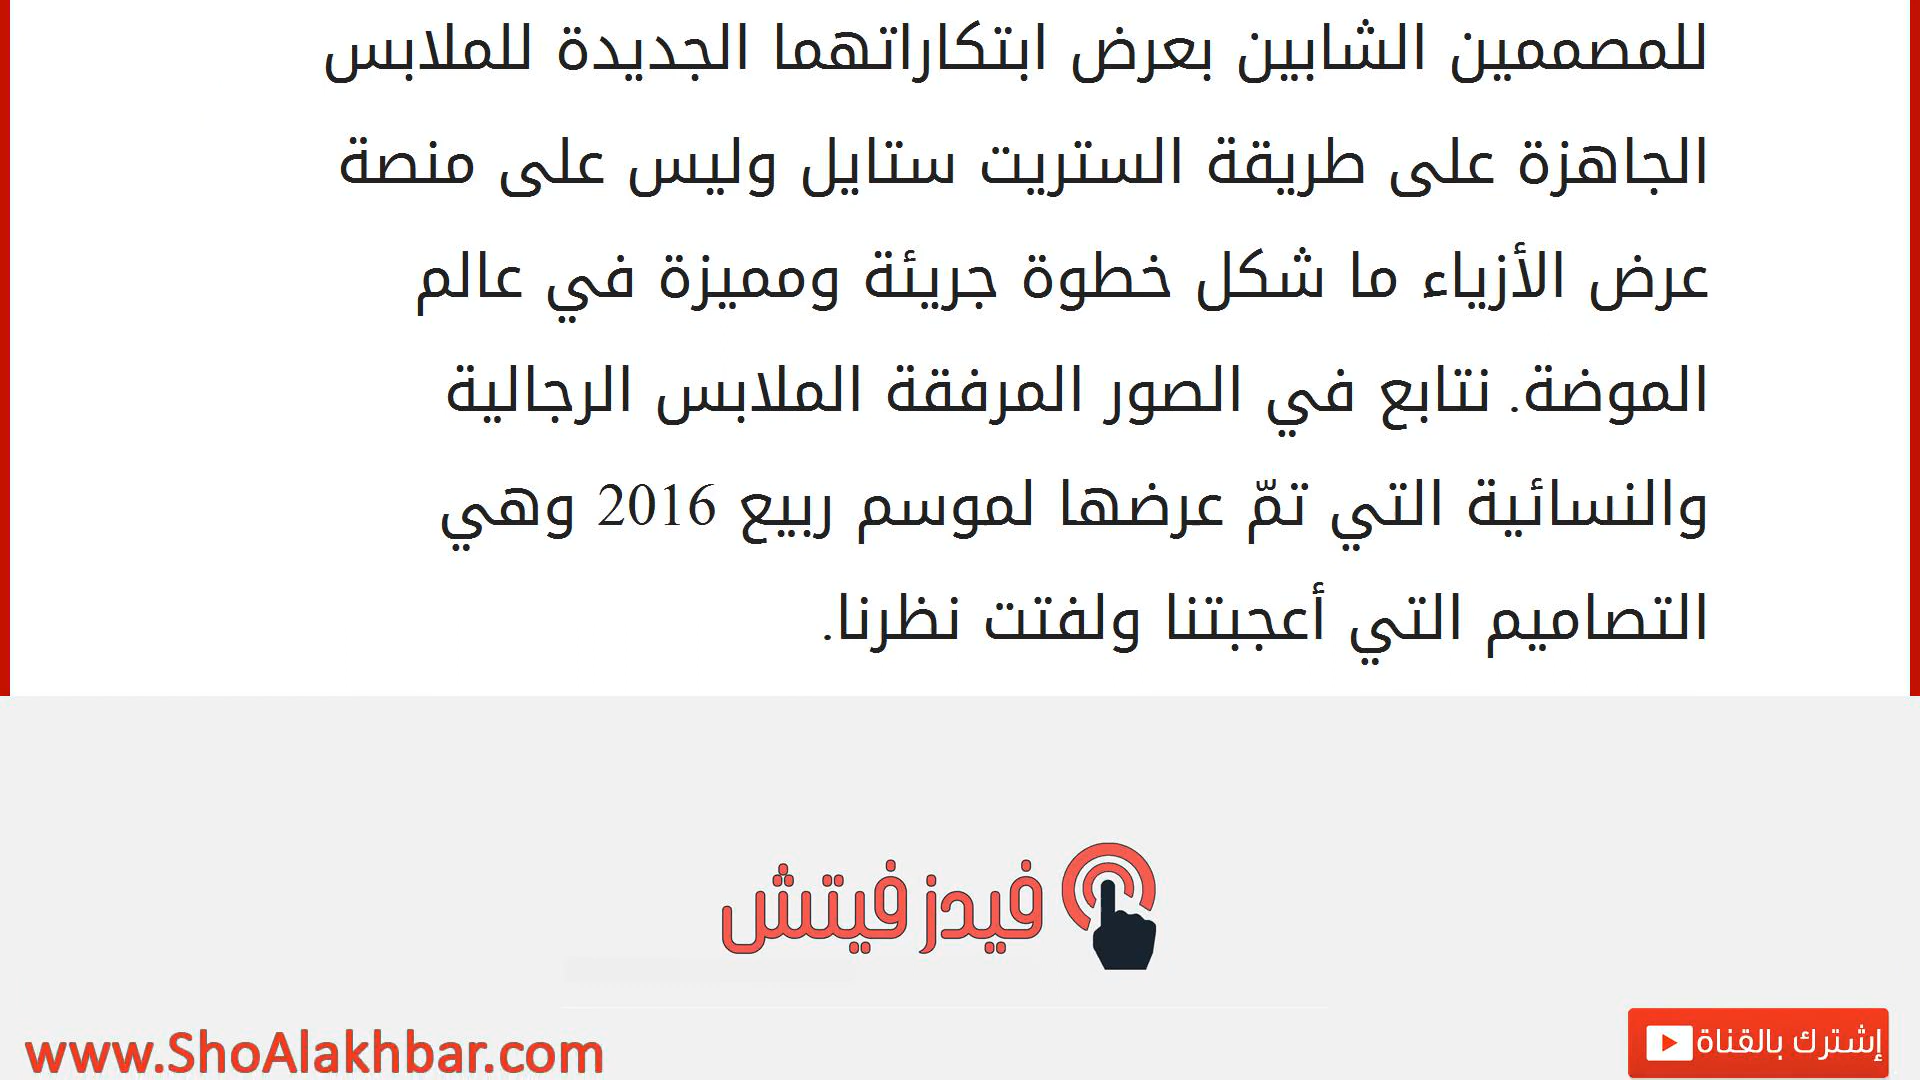 للمصممين الشابين بعرض ابتكاراتهما الجديدة للملابس
الجاهزة على طريقة الستريت ستايل وليس على منصة
عرض الأزياء ما شكل خطوة جريئة ومميزة في عالم
الموضة. نتابع في الصور المرفقة الملابس الرجالية
والنسائية التي تمّ عرضها لموسم ربيع 2016 وهي
التصاميم التي أعجبتنا ولفتت نظرنا.
فيدز فيتش
www.ShoAlakhbar.com
إشترك بالقناة